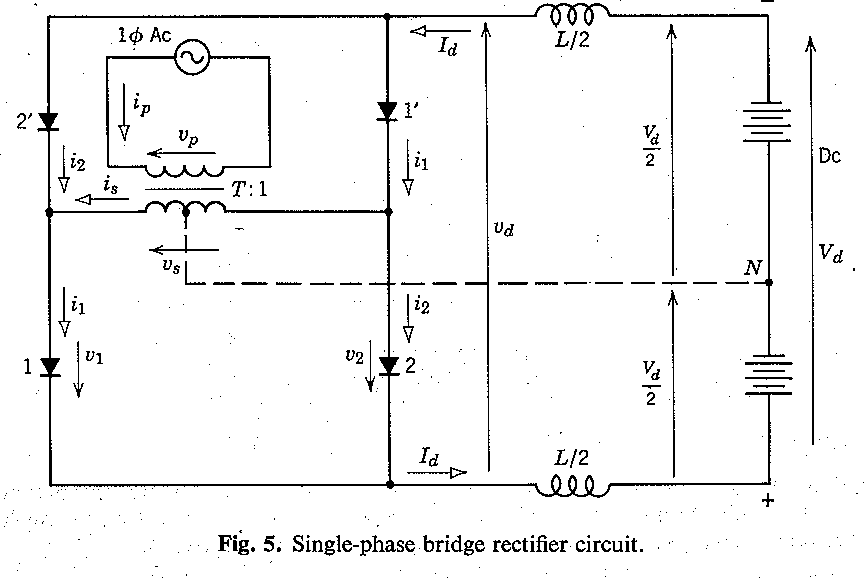 1ϕ Ac
I_d
L/2
2′
i_p
1′
v_p
V_d/2
Dc
i_2
i_1
i_s
T:1
v_d
V_d
v_s
N
i_1
i_2
1
v_1
v_2
2
V_d/2
I_d
L/2
+
Fig. 5. Single-phase bridge rectifier circuit.